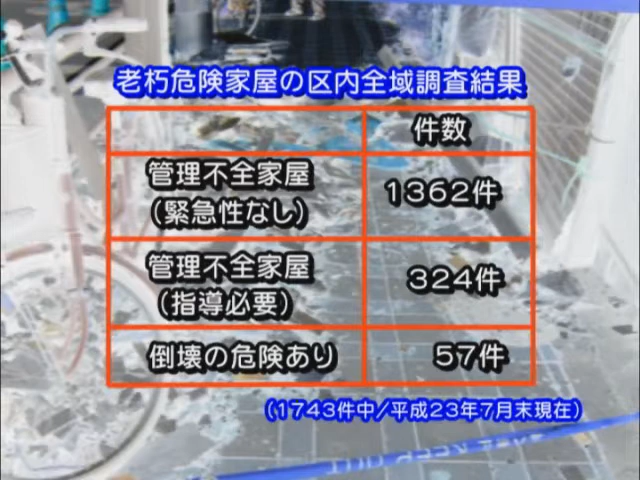 老朽危険家屋の区内全域調査結果
件数
管理不全家屋
(緊急性なし)
1362件
管理不全家屋
(指導必要)
324件
倒壊の危険あり
57件
(1743件中/平成23年7月末現在)
KEEP OUT